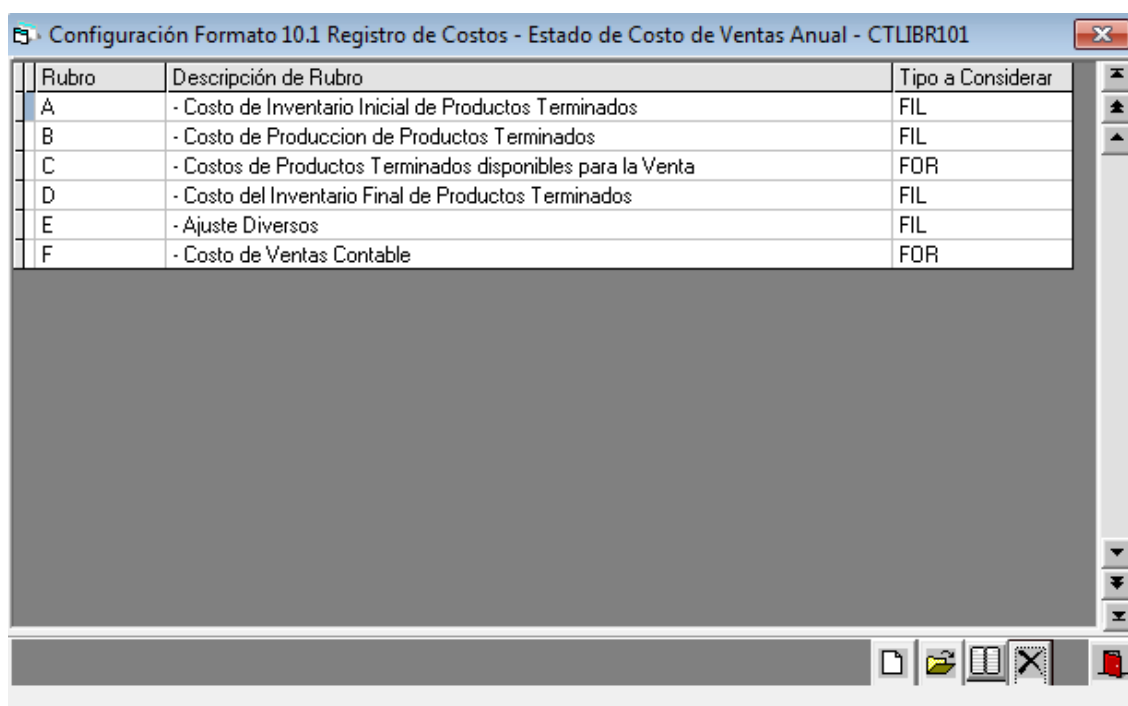 Configuración Formato 10.1 Registro de Costos - Estado de Costo de Ventas Anual - CTLIBR101
Rubro Descripción de Rubro Tipo a Considerar
A - Costo de Inventario Inicial de Productos Terminados FIL
B - Costo de Produccion de Productos Terminados FIL
C - Costos de Productos Terminados disponibles para la Venta FOR
D - Costo del Inventario Final de Productos Terminados FIL
E - Ajuste Diversos FIL
F - Costo de Ventas Contable FOR